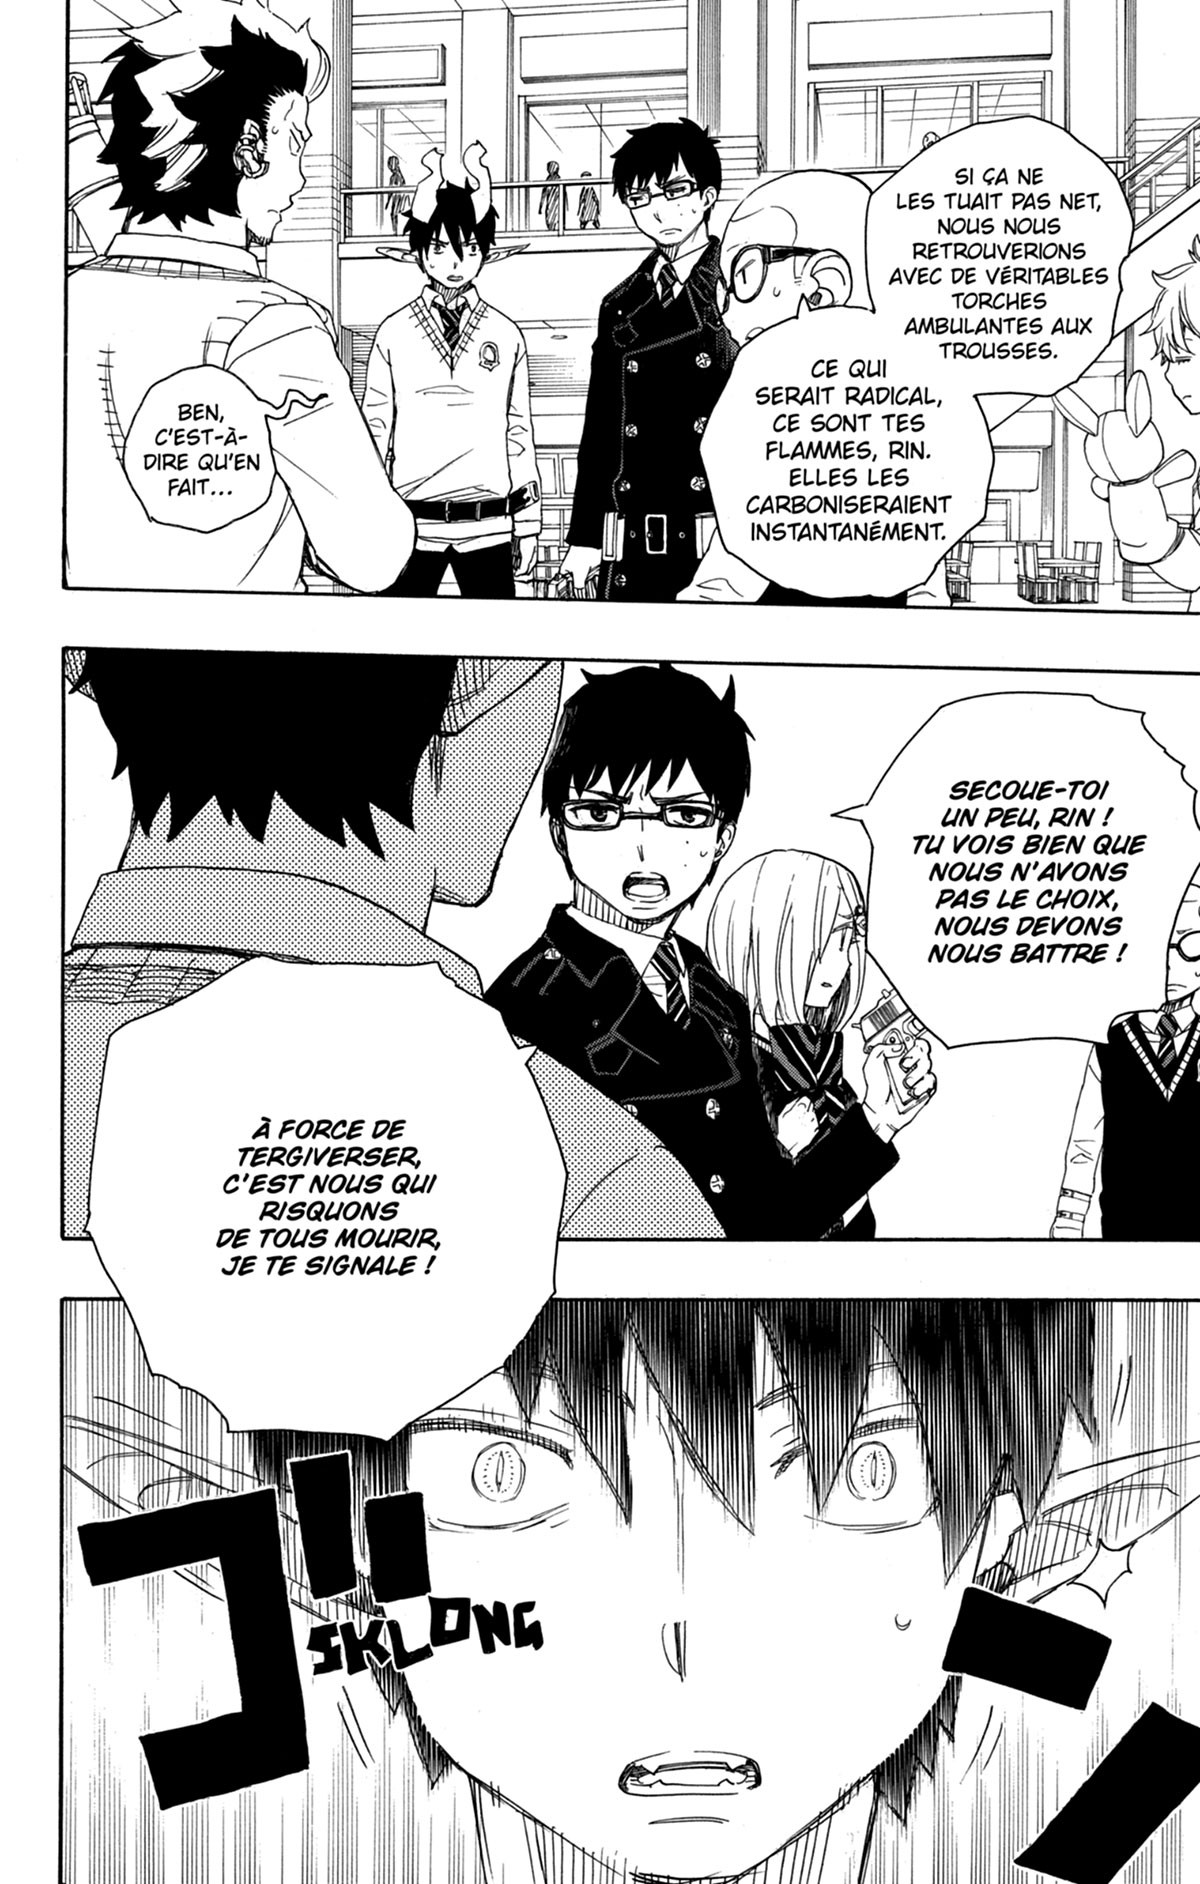 BEN,
C'EST-À-
DIRE QU'EN
FAIT...
SI ÇA NE
LES TUAIT PAS NET,
NOUS NOUS
RETROUVERIONS
AVEC DE VÉRITABLES
TORCHES
AMBULANTES AUX
TROUSSES.
CE QUI
SERAIT RADICAL,
CE SONT TES
FLAMMES, RIN.
ELLES LES
CARBONISERAIENT
INSTANTANÉMENT.
SECOUE-TOI
UN PEU, RIN !
TU VOIS BIEN QUE
NOUS N'AVONS
PAS LE CHOIX,
NOUS DEVONS
NOUS BATTRE !
À FORCE DE
TERGIVERSER,
C'EST NOUS QUI
RISQUONS
DE TOUS MOURIR,
JE TE SIGNALE !
ゴーン
SKLONG